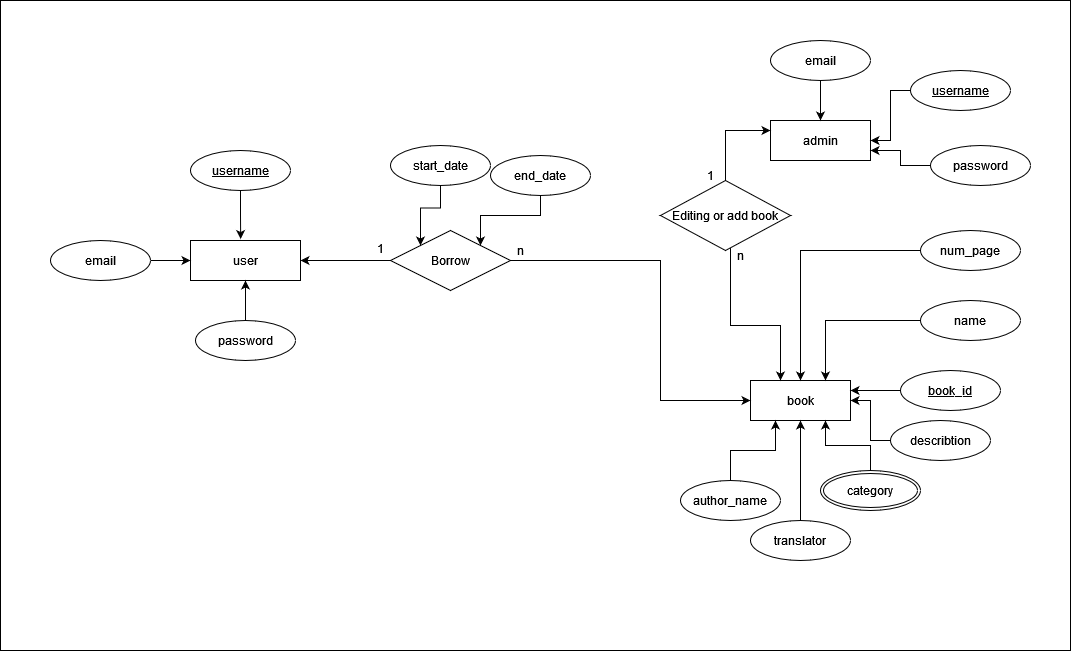 email
username
admin
password
start_date
end_date
username
1
Editing or add book
n
1
n
email
user
Borrow
num_page
password
name
book
book_id
describtion
category
author_name
translator